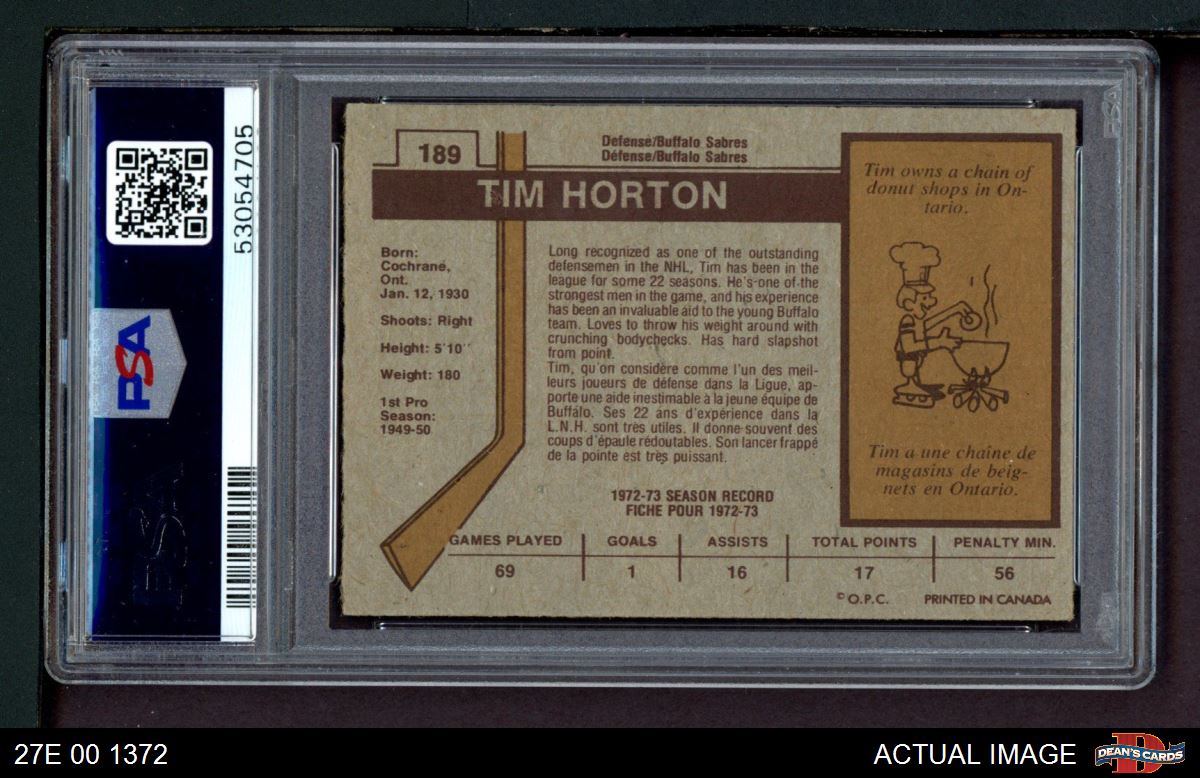 53054705
PSA
189
Defense/Buffalo Sabres
Défense/Buffalo Sabres
TIM HORTON
Born:
Cochrane,
Ont.
Jan. 12, 1930
Shoots: Right
Height: 5'10"
Weight: 180
1st Pro
Season:
1949-50
Long recognized as one of the outstanding
defensemen in the NHL, Tim has been in the
league for some 22 seasons. He's one of the
strongest men in the game, and his experience
has been an invaluable aid to the young Buffalo
team. Loves to throw his weight around with
crunching bodychecks. Has hard slapshot
from point.
Tim, qu'on considère comme l'un des meil-
leurs joueurs de défense dans la Ligue, ap-
porte une aide inestimable à la jeune équipe de
Buffalo. Ses 22 ans d'expérience dans la
L.N.H. sont très utiles. Il donne souvent des
coups d'épaule rédoutables. Son lancer frappé
de la pointe est très puissant.
Tim owns a chain of
donut shops in On-
tario.
Tim a une chaîne de
magasins de beig-
nets en Ontario.
1972-73 SEASON RECORD
FICHE POUR 1972-73
GAMES PLAYED GOALS ASSISTS TOTAL POINTS PENALTY MIN.
69 1 16 17 56
© O.P.C. PRINTED IN CANADA
27E 00 1372
ACTUAL IMAGE
DEAN'S CARDS